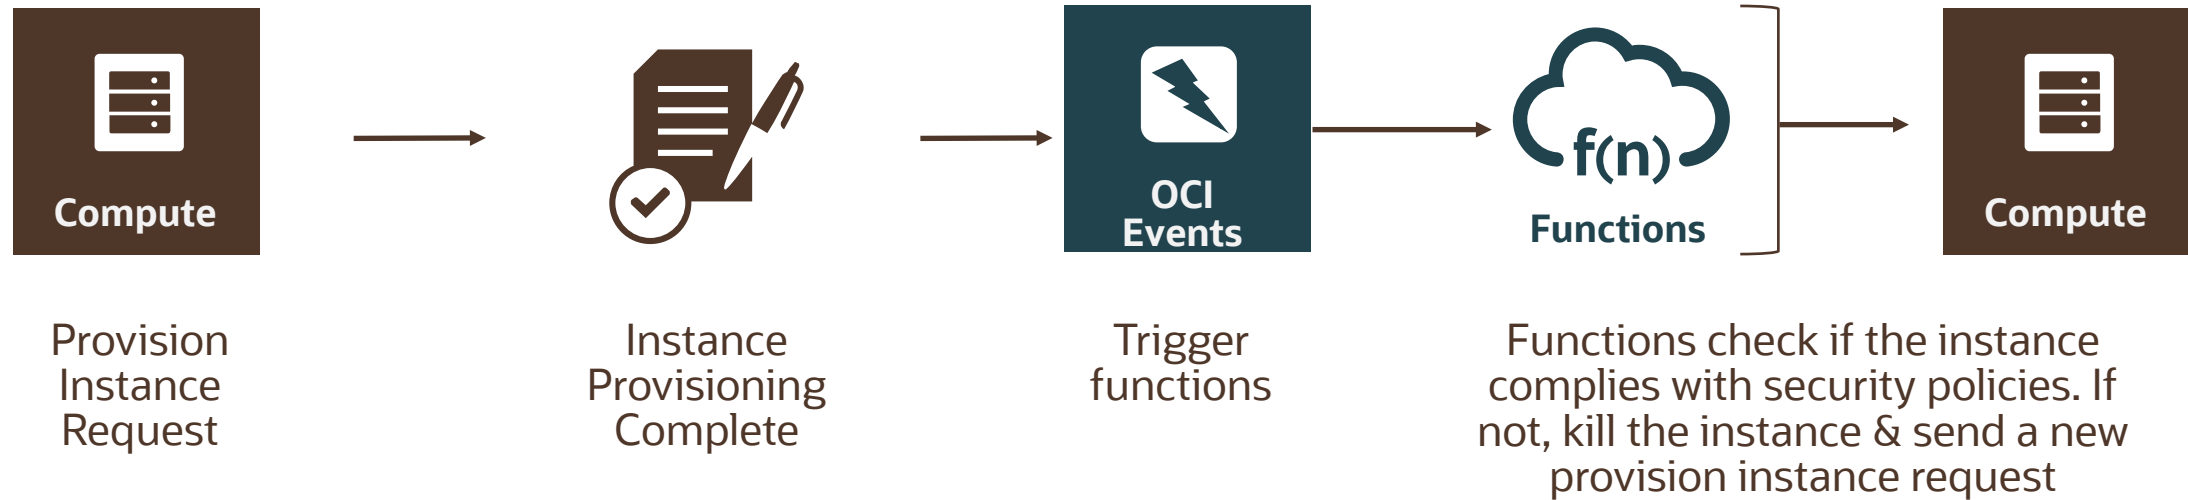 Compute
Provision
Instance
Request
Instance
Provisioning
Complete
OCI
Events
Trigger
functions
f(n)
Functions
Compute
Functions check if the instance
complies with security policies. If
not, kill the instance & send a new
provision instance request